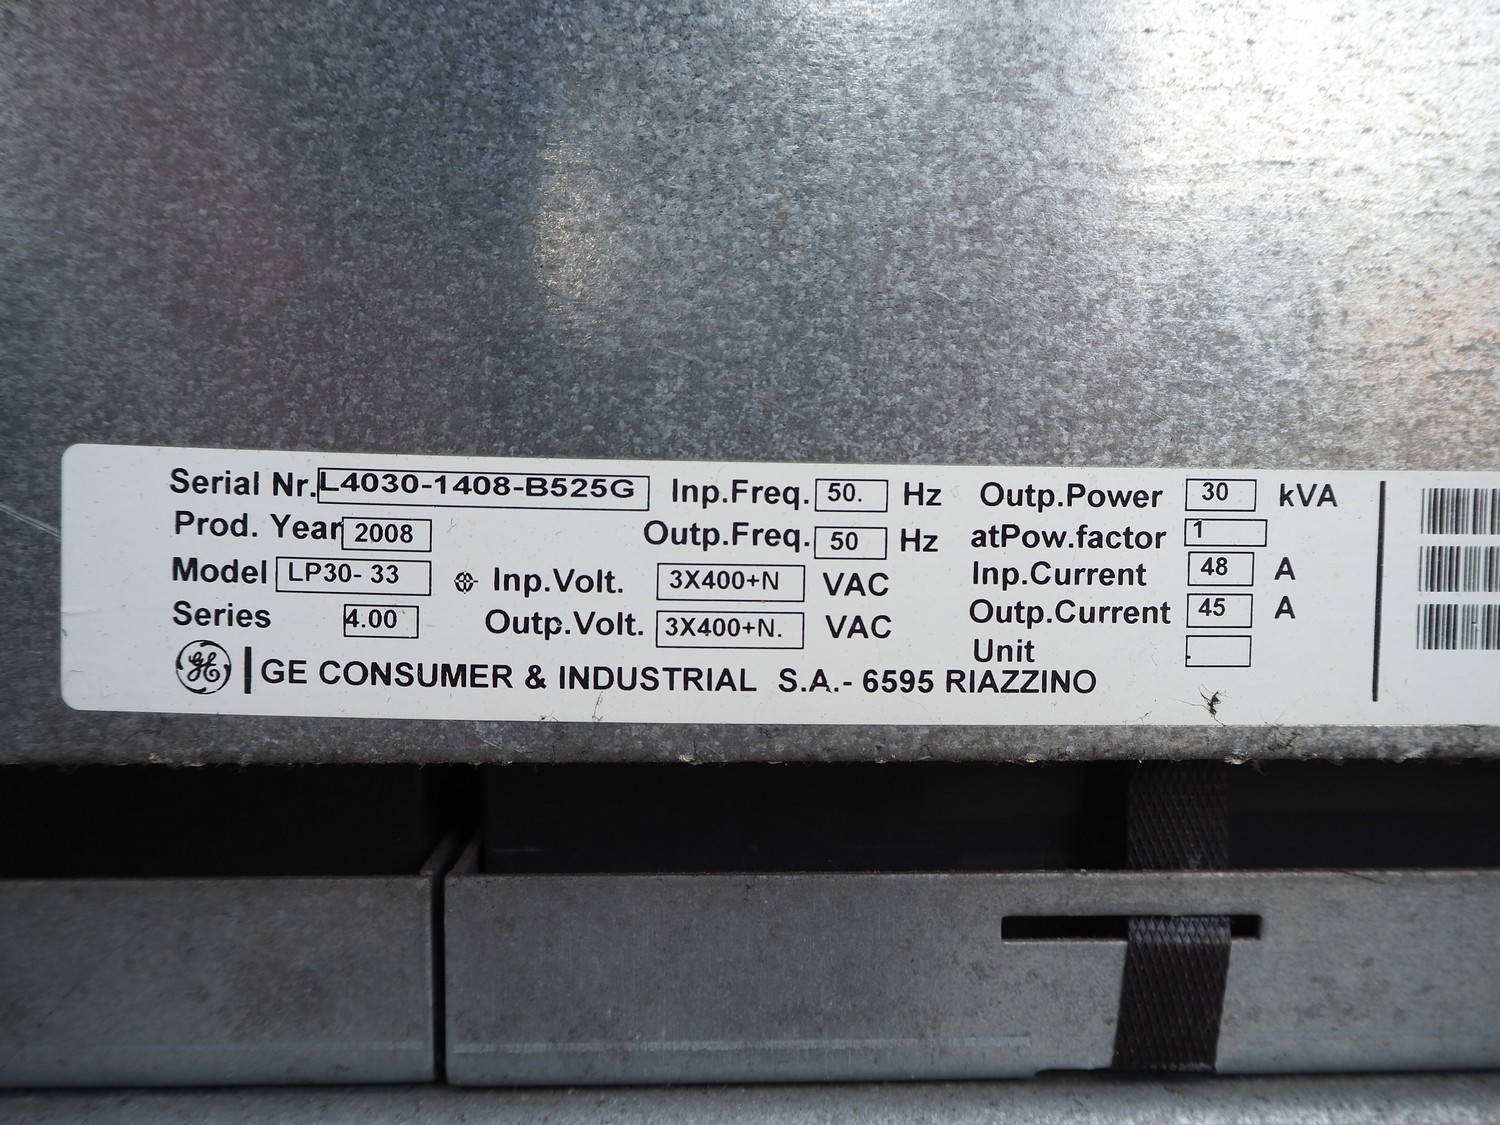 Serial Nr. L4030-1408-B525G Inp.Freq. 50. Hz Outp.Power 30 kVA
Prod. Year 2008 Outp.Freq. 50 Hz atPow.factor 1
Model LP30- 33 Inp.Volt. 3X400+N VAC Inp.Current 48 A
Series 4.00 Outp.Volt. 3X400+N. VAC Outp.Current 45 A
Unit .
GE GE CONSUMER & INDUSTRIAL S.A.- 6595 RIAZZINO